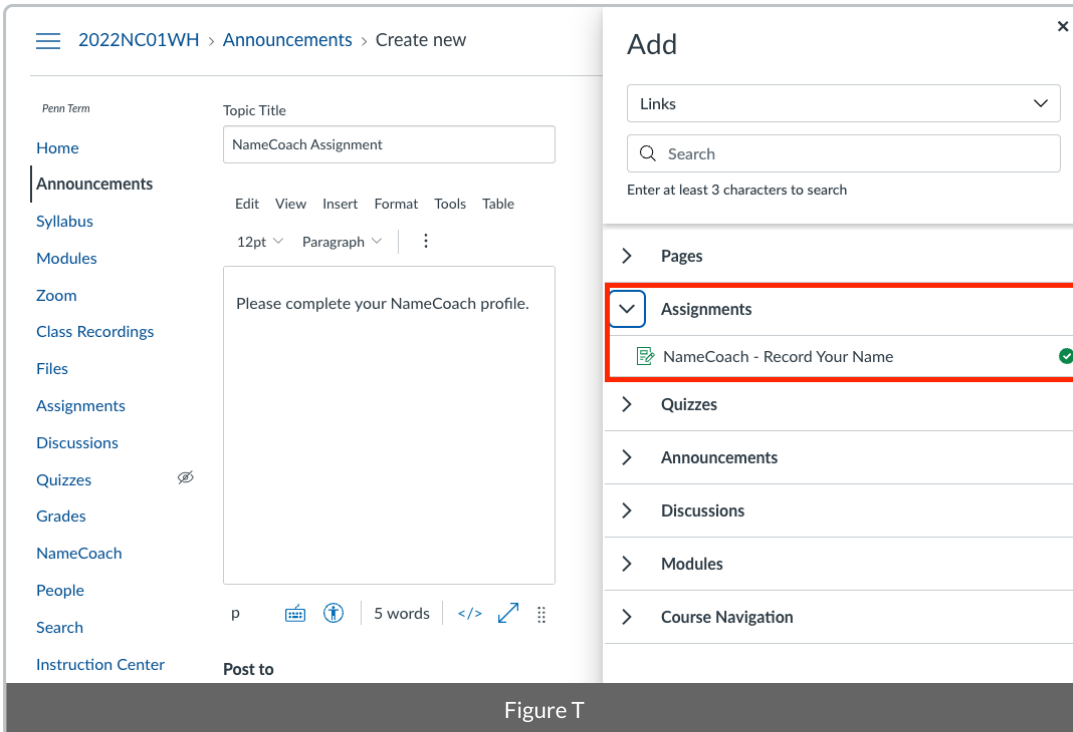 2022NC01WH > Announcements > Create new
Penn Term
Home
Announcements
Syllabus
Modules
Zoom
Class Recordings
Files
Assignments
Discussions
Quizzes
Grades
NameCoach
People
Search
Instruction Center
Topic Title
NameCoach Assignment
Edit View Insert Format Tools Table
12pt Paragraph
Please complete your NameCoach profile.
p 5 words </>
Post to
Add
Links
Search
Enter at least 3 characters to search
Pages
Assignments
NameCoach - Record Your Name
Quizzes
Announcements
Discussions
Modules
Course Navigation
Figure T